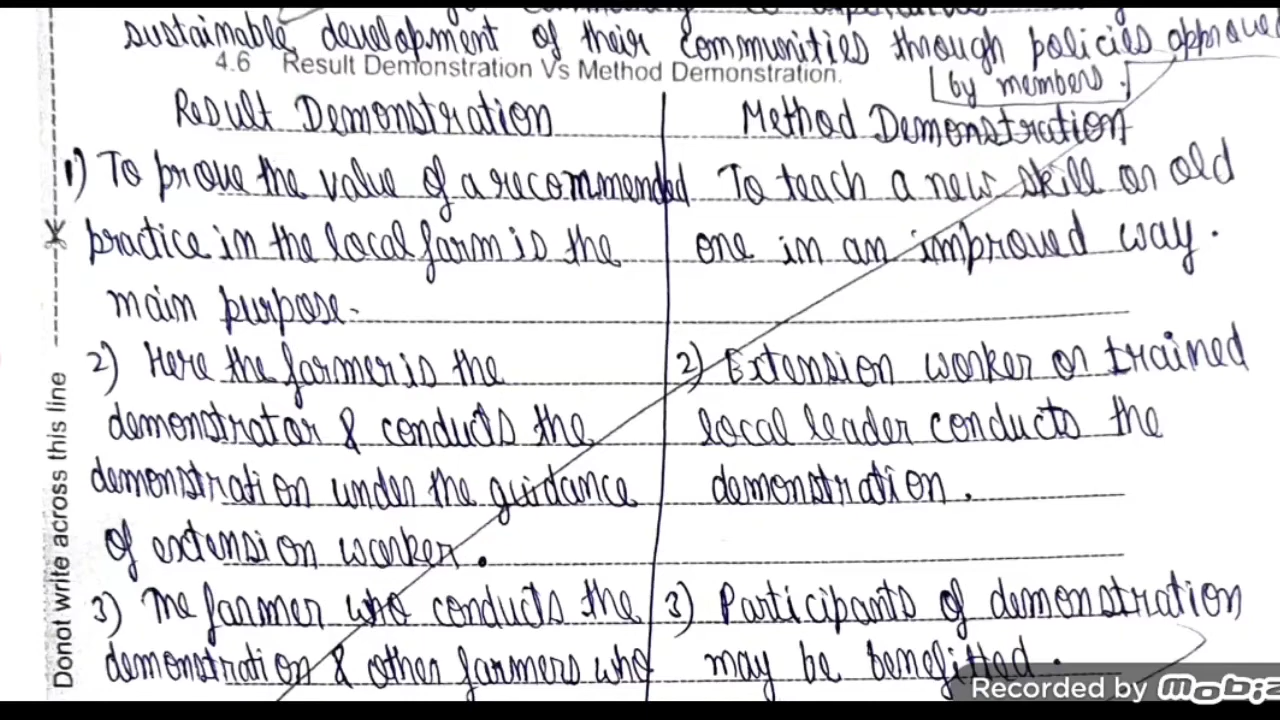 sustainable development of their communities through policies approved
by members.
4.6 Result Demonstration Vs Method Demonstration.
Result Demonstration
Method Demonstration
1) To prove the value of a recommended
practice in the local farm is the
main purpose.
To teach a new skill or old
one in an improved way.
2) Here the farmer is the
demonstrator & conducts the
demonstration under the guidance
of extension worker.
2) Extension worker or trained
local leader conducts the
demonstration.
3) The farmer who conducts the
demonstration & other farmers who
3) Participants of demonstration
may be benefitted.
Donot write across this line
Recorded by